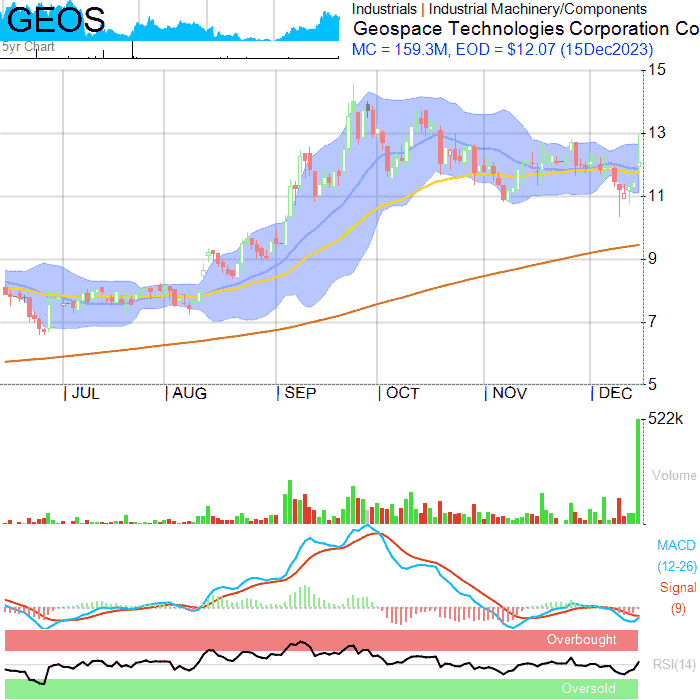 GEOS
5yr Chart
Industrials | Industrial Machinery/Components
Geospace Technologies Corporation Co
MC = 159.3M, EOD = $12.07 (15Dec2023)
15
13
11
9
7
5
JUL AUG SEP OCT NOV DEC
522k
Volume
MACD
(12-26)
Signal
(9)
Overbought
RSI(14)
Oversold